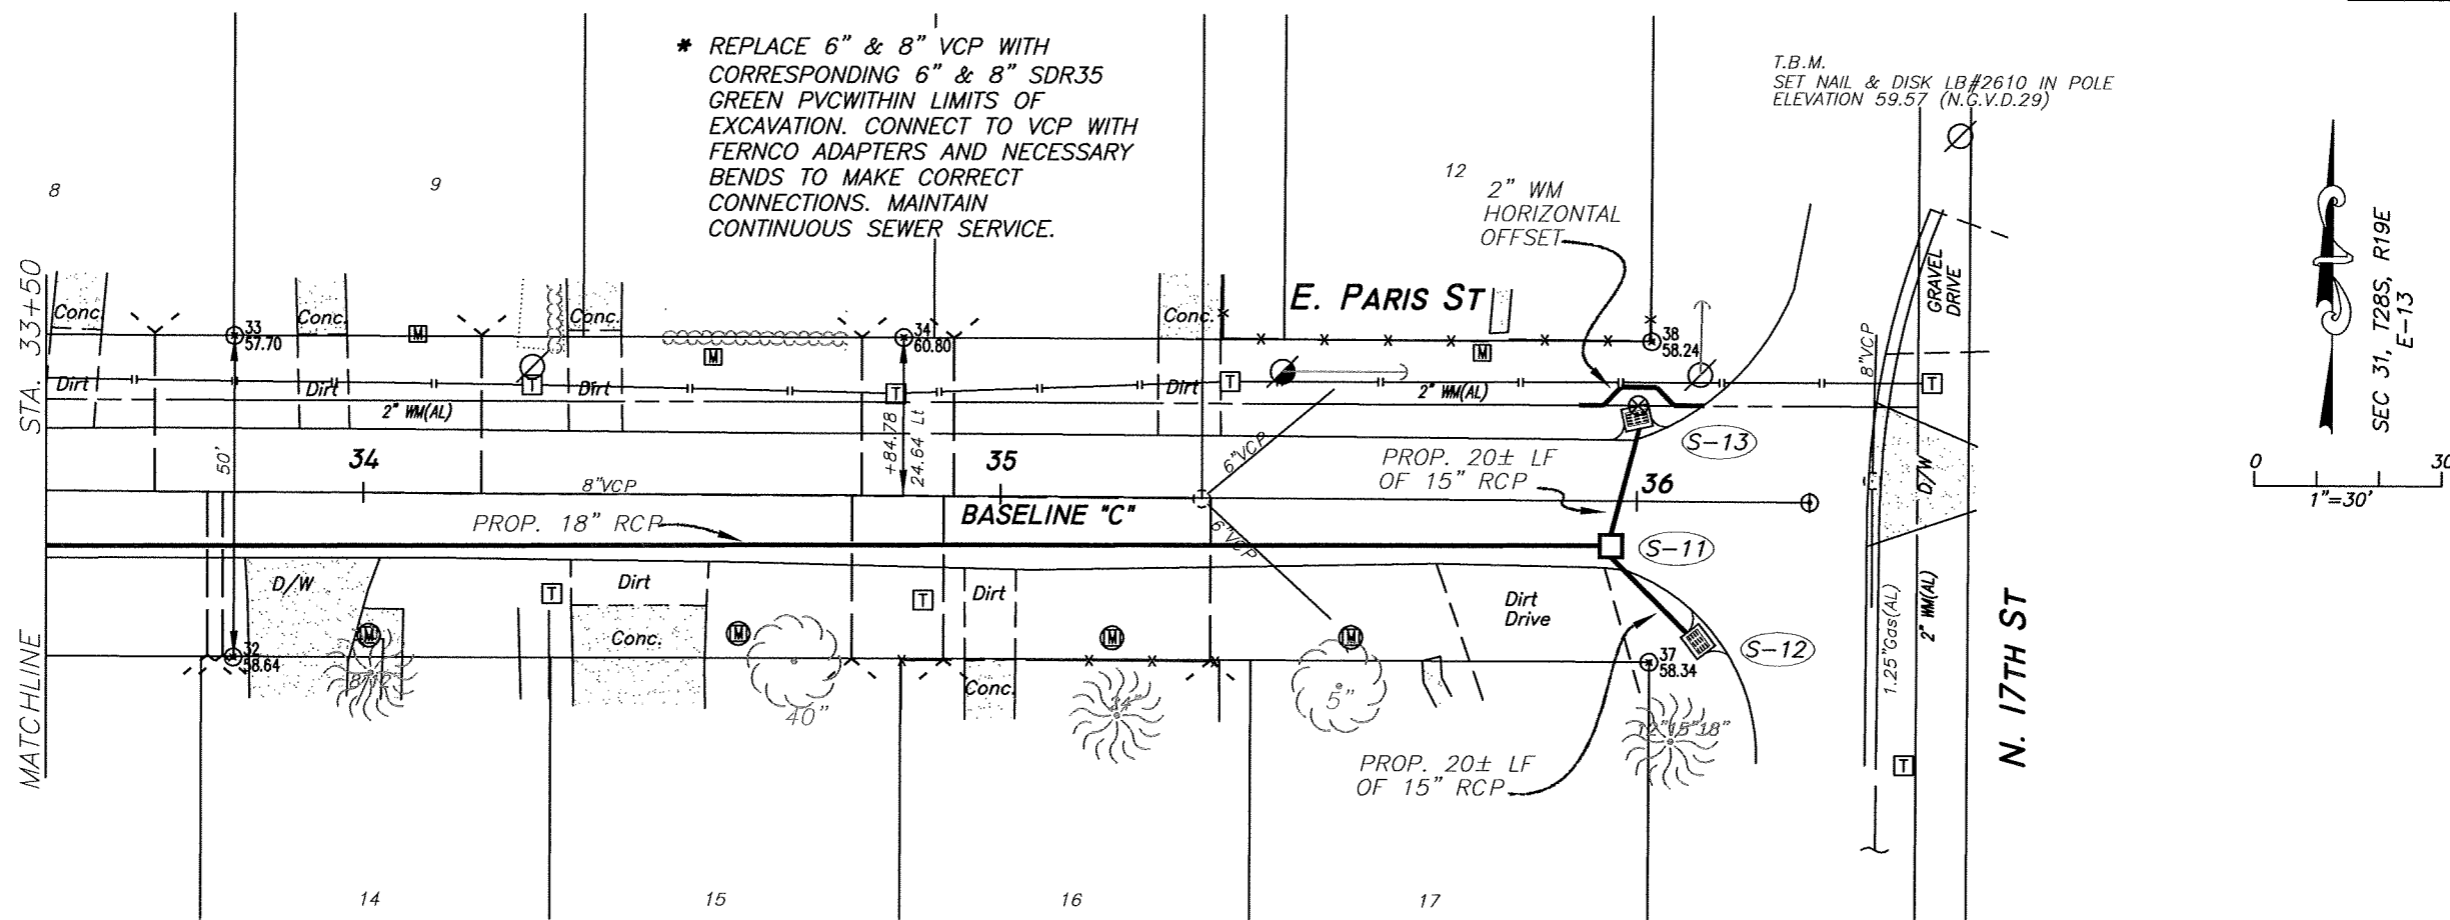 * REPLACE 6" & 8" VCP WITH
CORRESPONDING 6" & 8" SDR35
GREEN PVCWITHIN LIMITS OF
EXCAVATION. CONNECT TO VCP WITH
FERNCO ADAPTERS AND NECESSARY
BENDS TO MAKE CORRECT
CONNECTIONS. MAINTAIN
CONTINUOUS SEWER SERVICE.
T.B.M.
SET NAIL & DISK LB#2610 IN POLE
ELEVATION 59.57 (N.G.V.D.29)
8
9
12
2" WM
HORIZONTAL
OFFSET
E. PARIS ST
GRAVEL
DRIVE
SEC 31, T28S, R19E
E-13
0
30
1"=30'
STA. 33+50
MATCHLINE
Conc.
Conc.
Conc.
Conc.
33
57.70
34
60.80
38
58.24
M
M
M
T
T
T
T
Dirt
Dirt
Dirt
Dirt
2" WM(AL)
2" WM(AL)
8"VCP
S-13
50'
+84.78
24.64 Lt
34
35
36
8"VCP
6"VCP
6"VCP
PROP. 20± LF
OF 15" RCP
D/W
PROP. 18" RCP
BASELINE "C"
S-11
D/W
T
T
T
Dirt
Dirt
Dirt
Drive
Conc.
Conc.
M
M
M
M
32
58.64
37
58.34
S-12
1.25"Gas(AL)
2" WM(AL)
N. 17TH ST
40"
5"
12"15"18"
PROP. 20± LF
OF 15" RCP
14
15
16
17